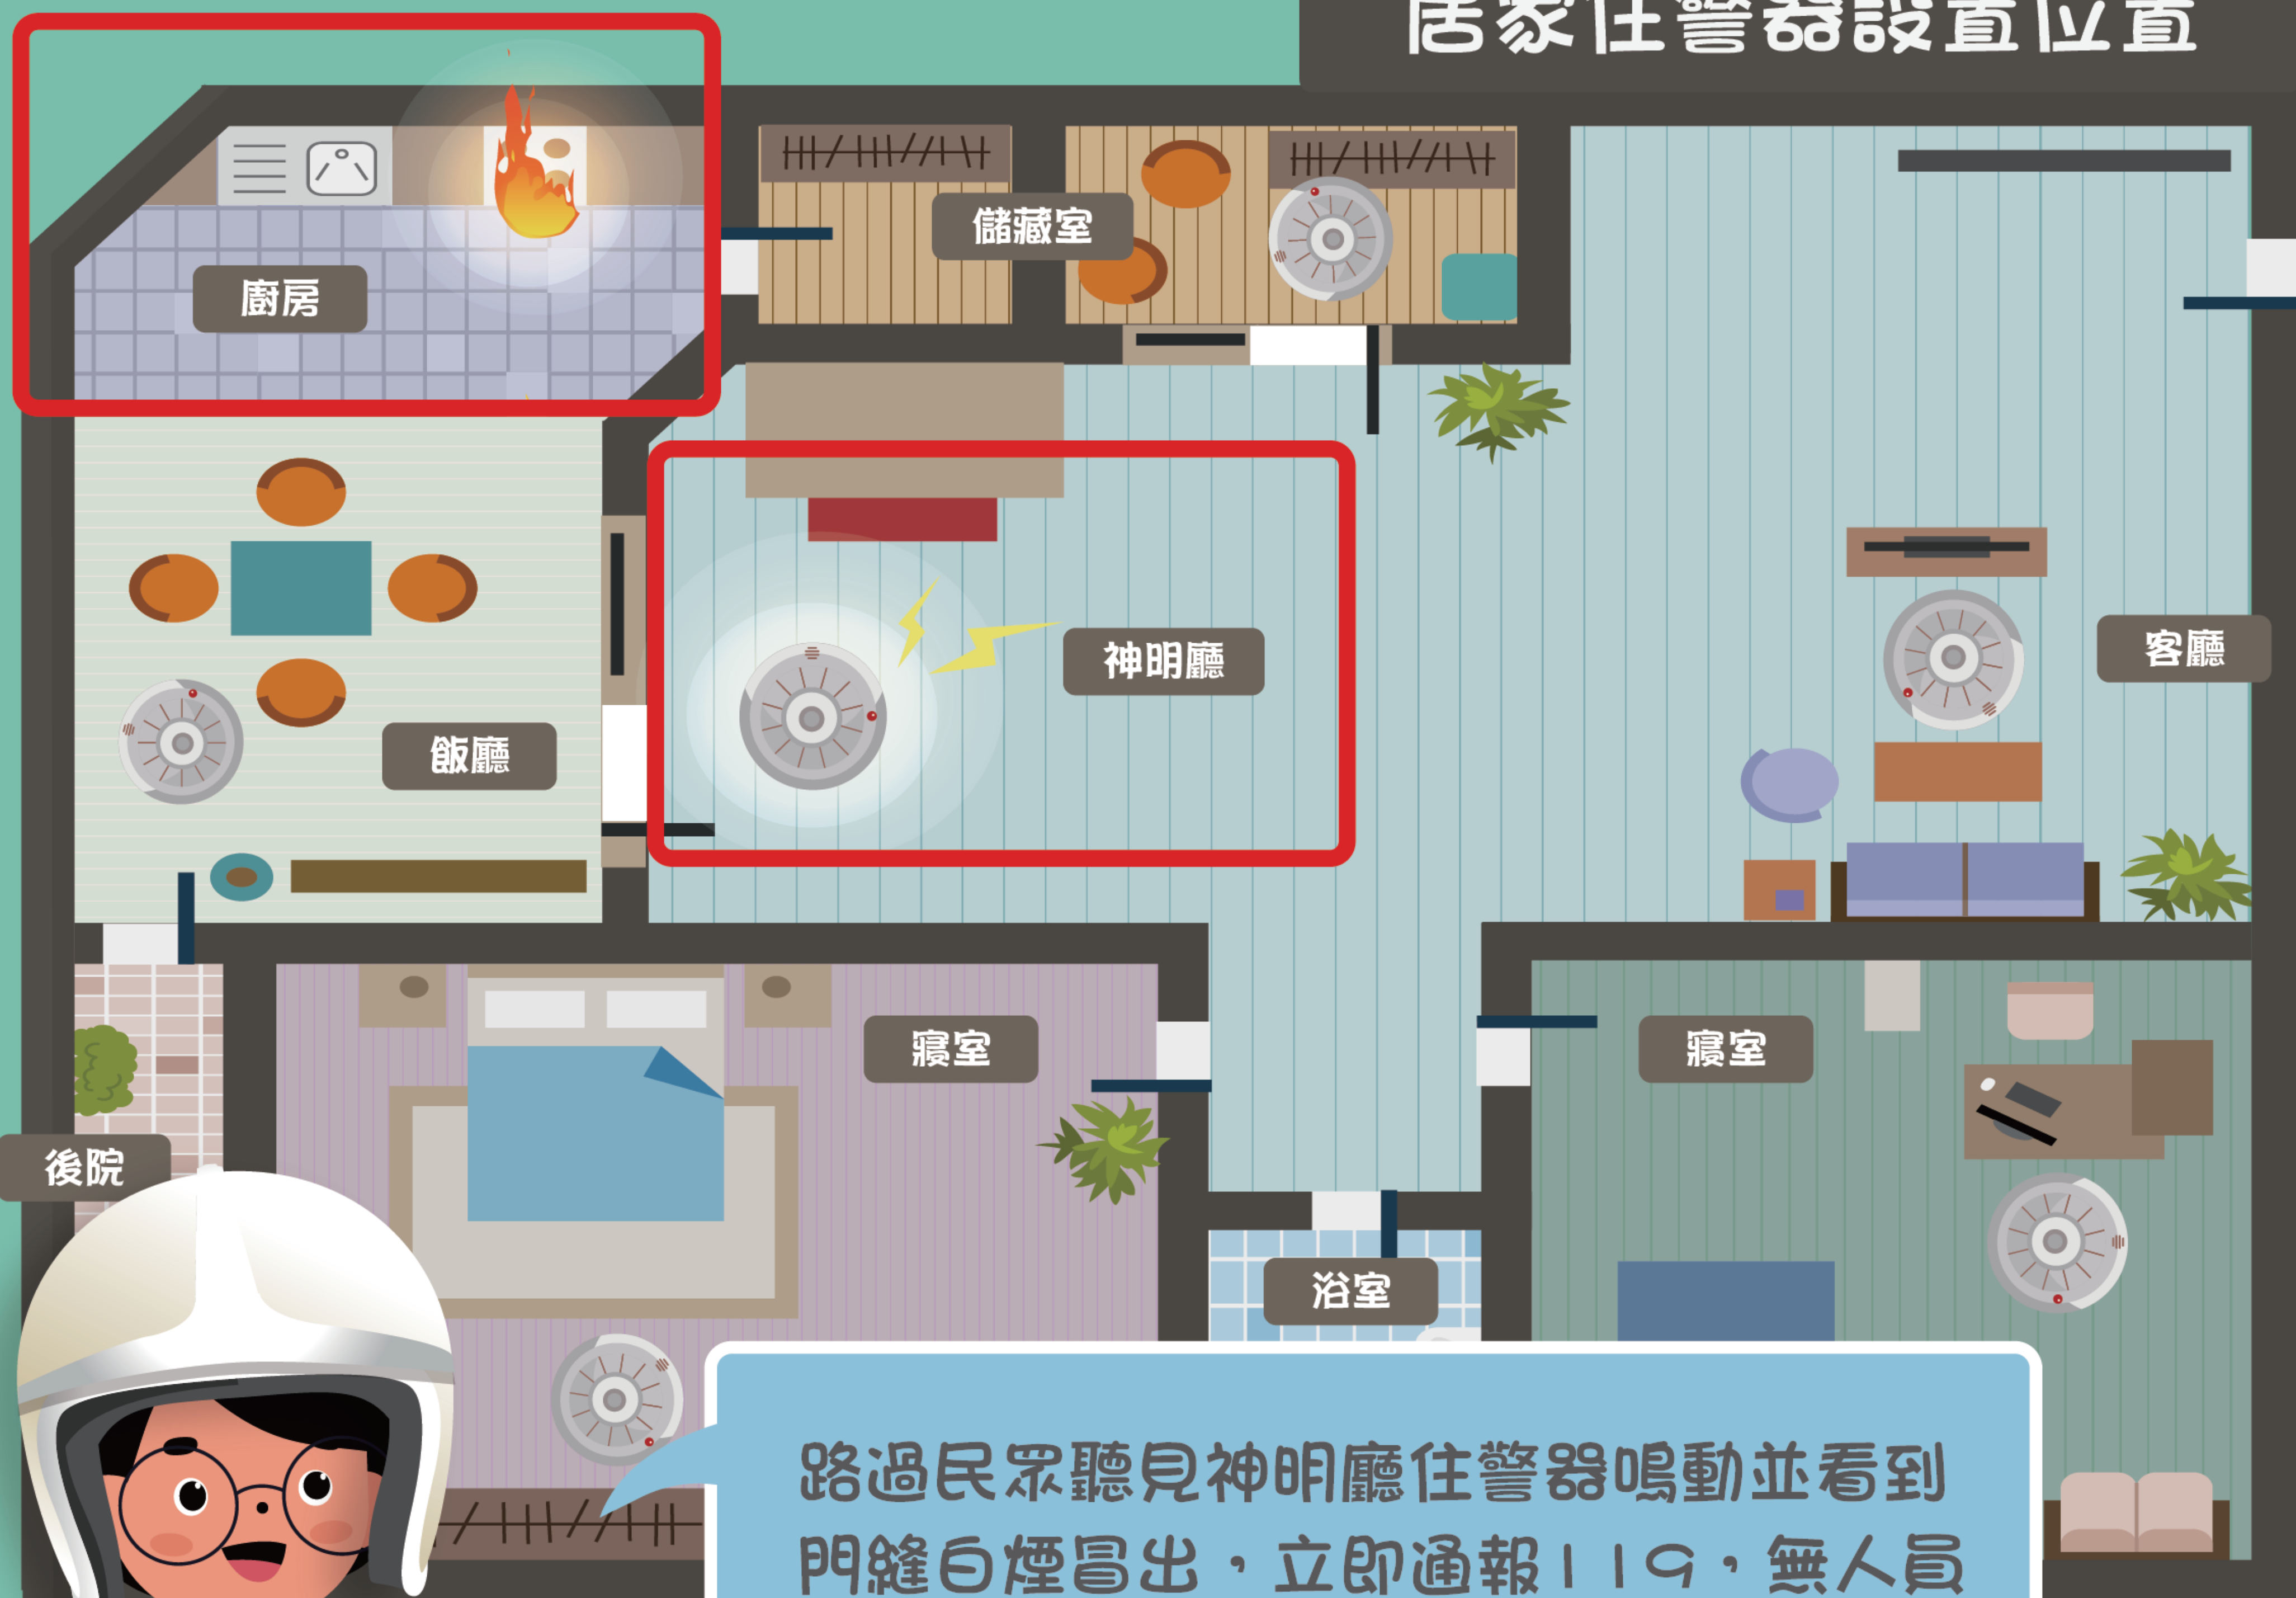 居家住警器設置位置
儲藏室
廚房
神明廳
客廳
飯廳
寢室
寢室
後院
浴室
路過民眾聽見神明廳住警器鳴動並看到
門縫白煙冒出，立即通報119，無人員